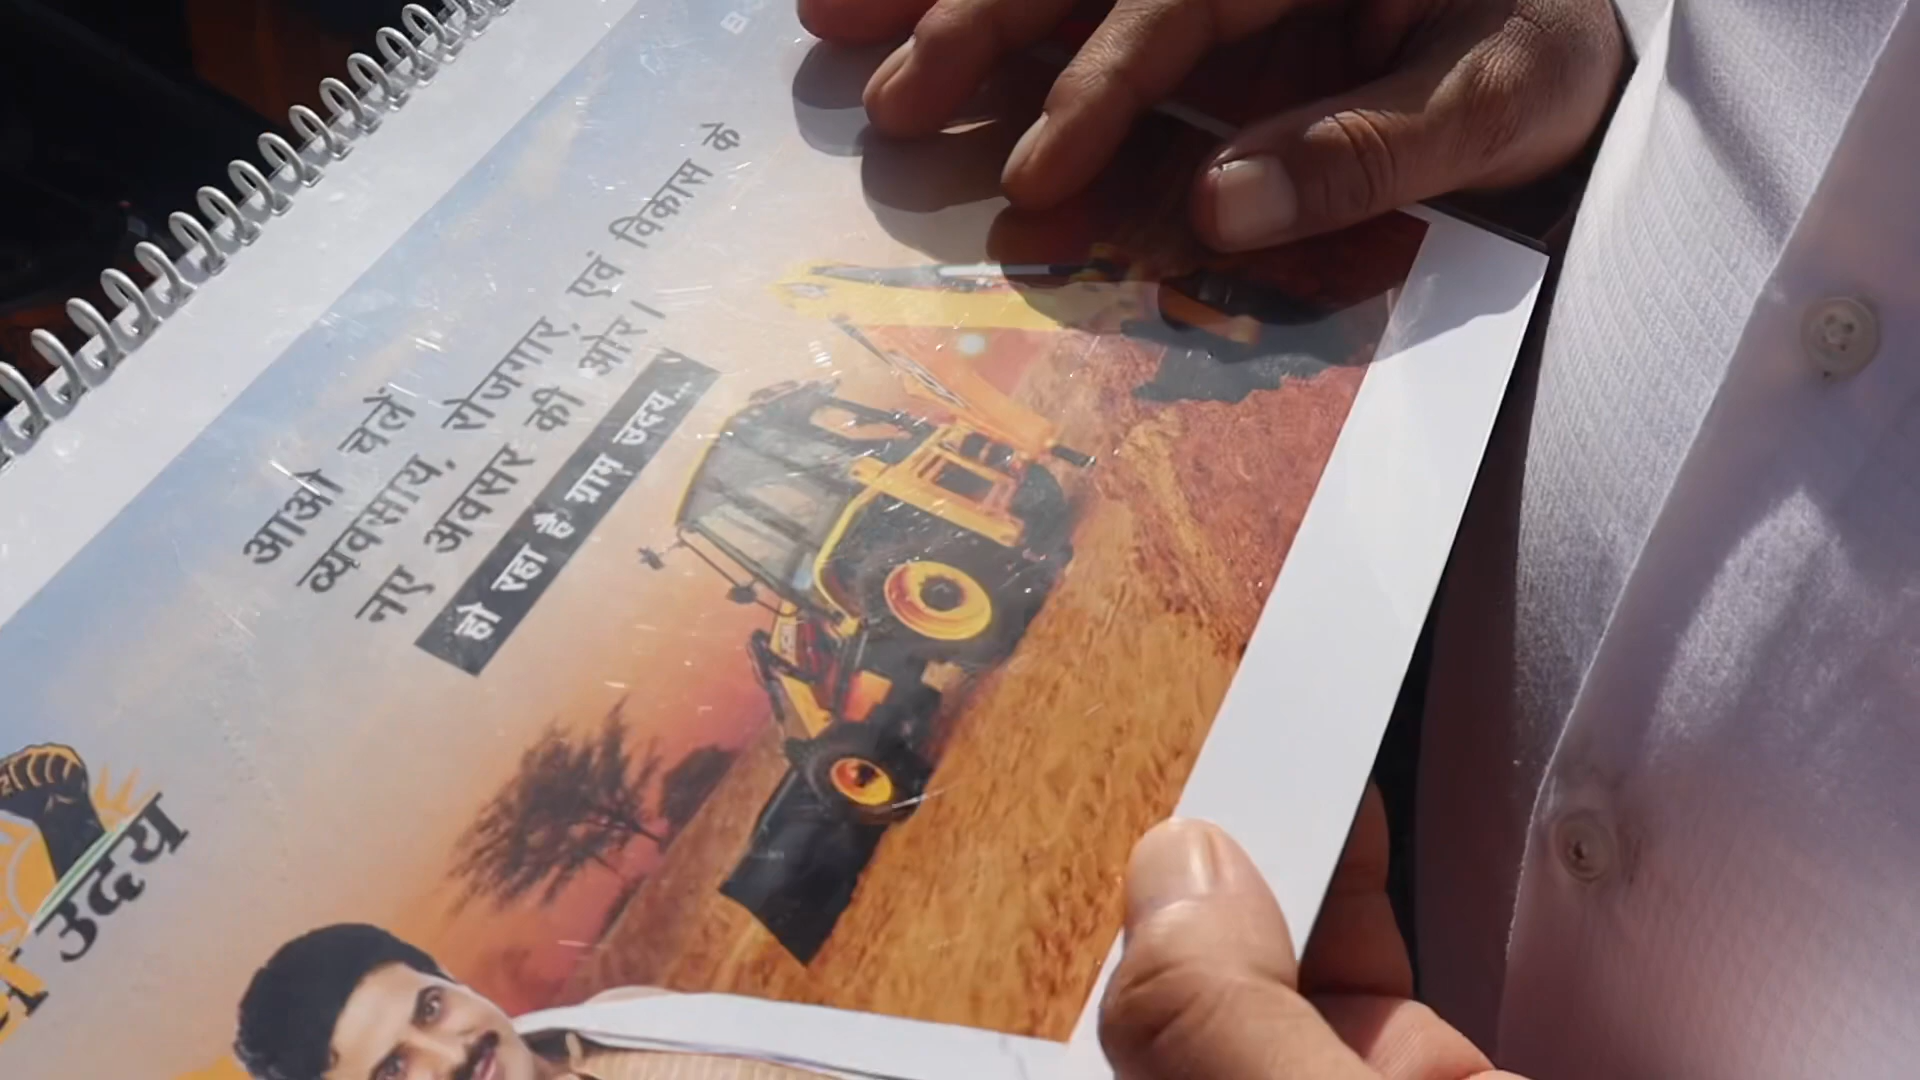 आओ चलें
व्यवसाय, रोजगार, एवं विकास के
नए अवसर की ओर।
हो रहा है ग्राम उदय...
उदय